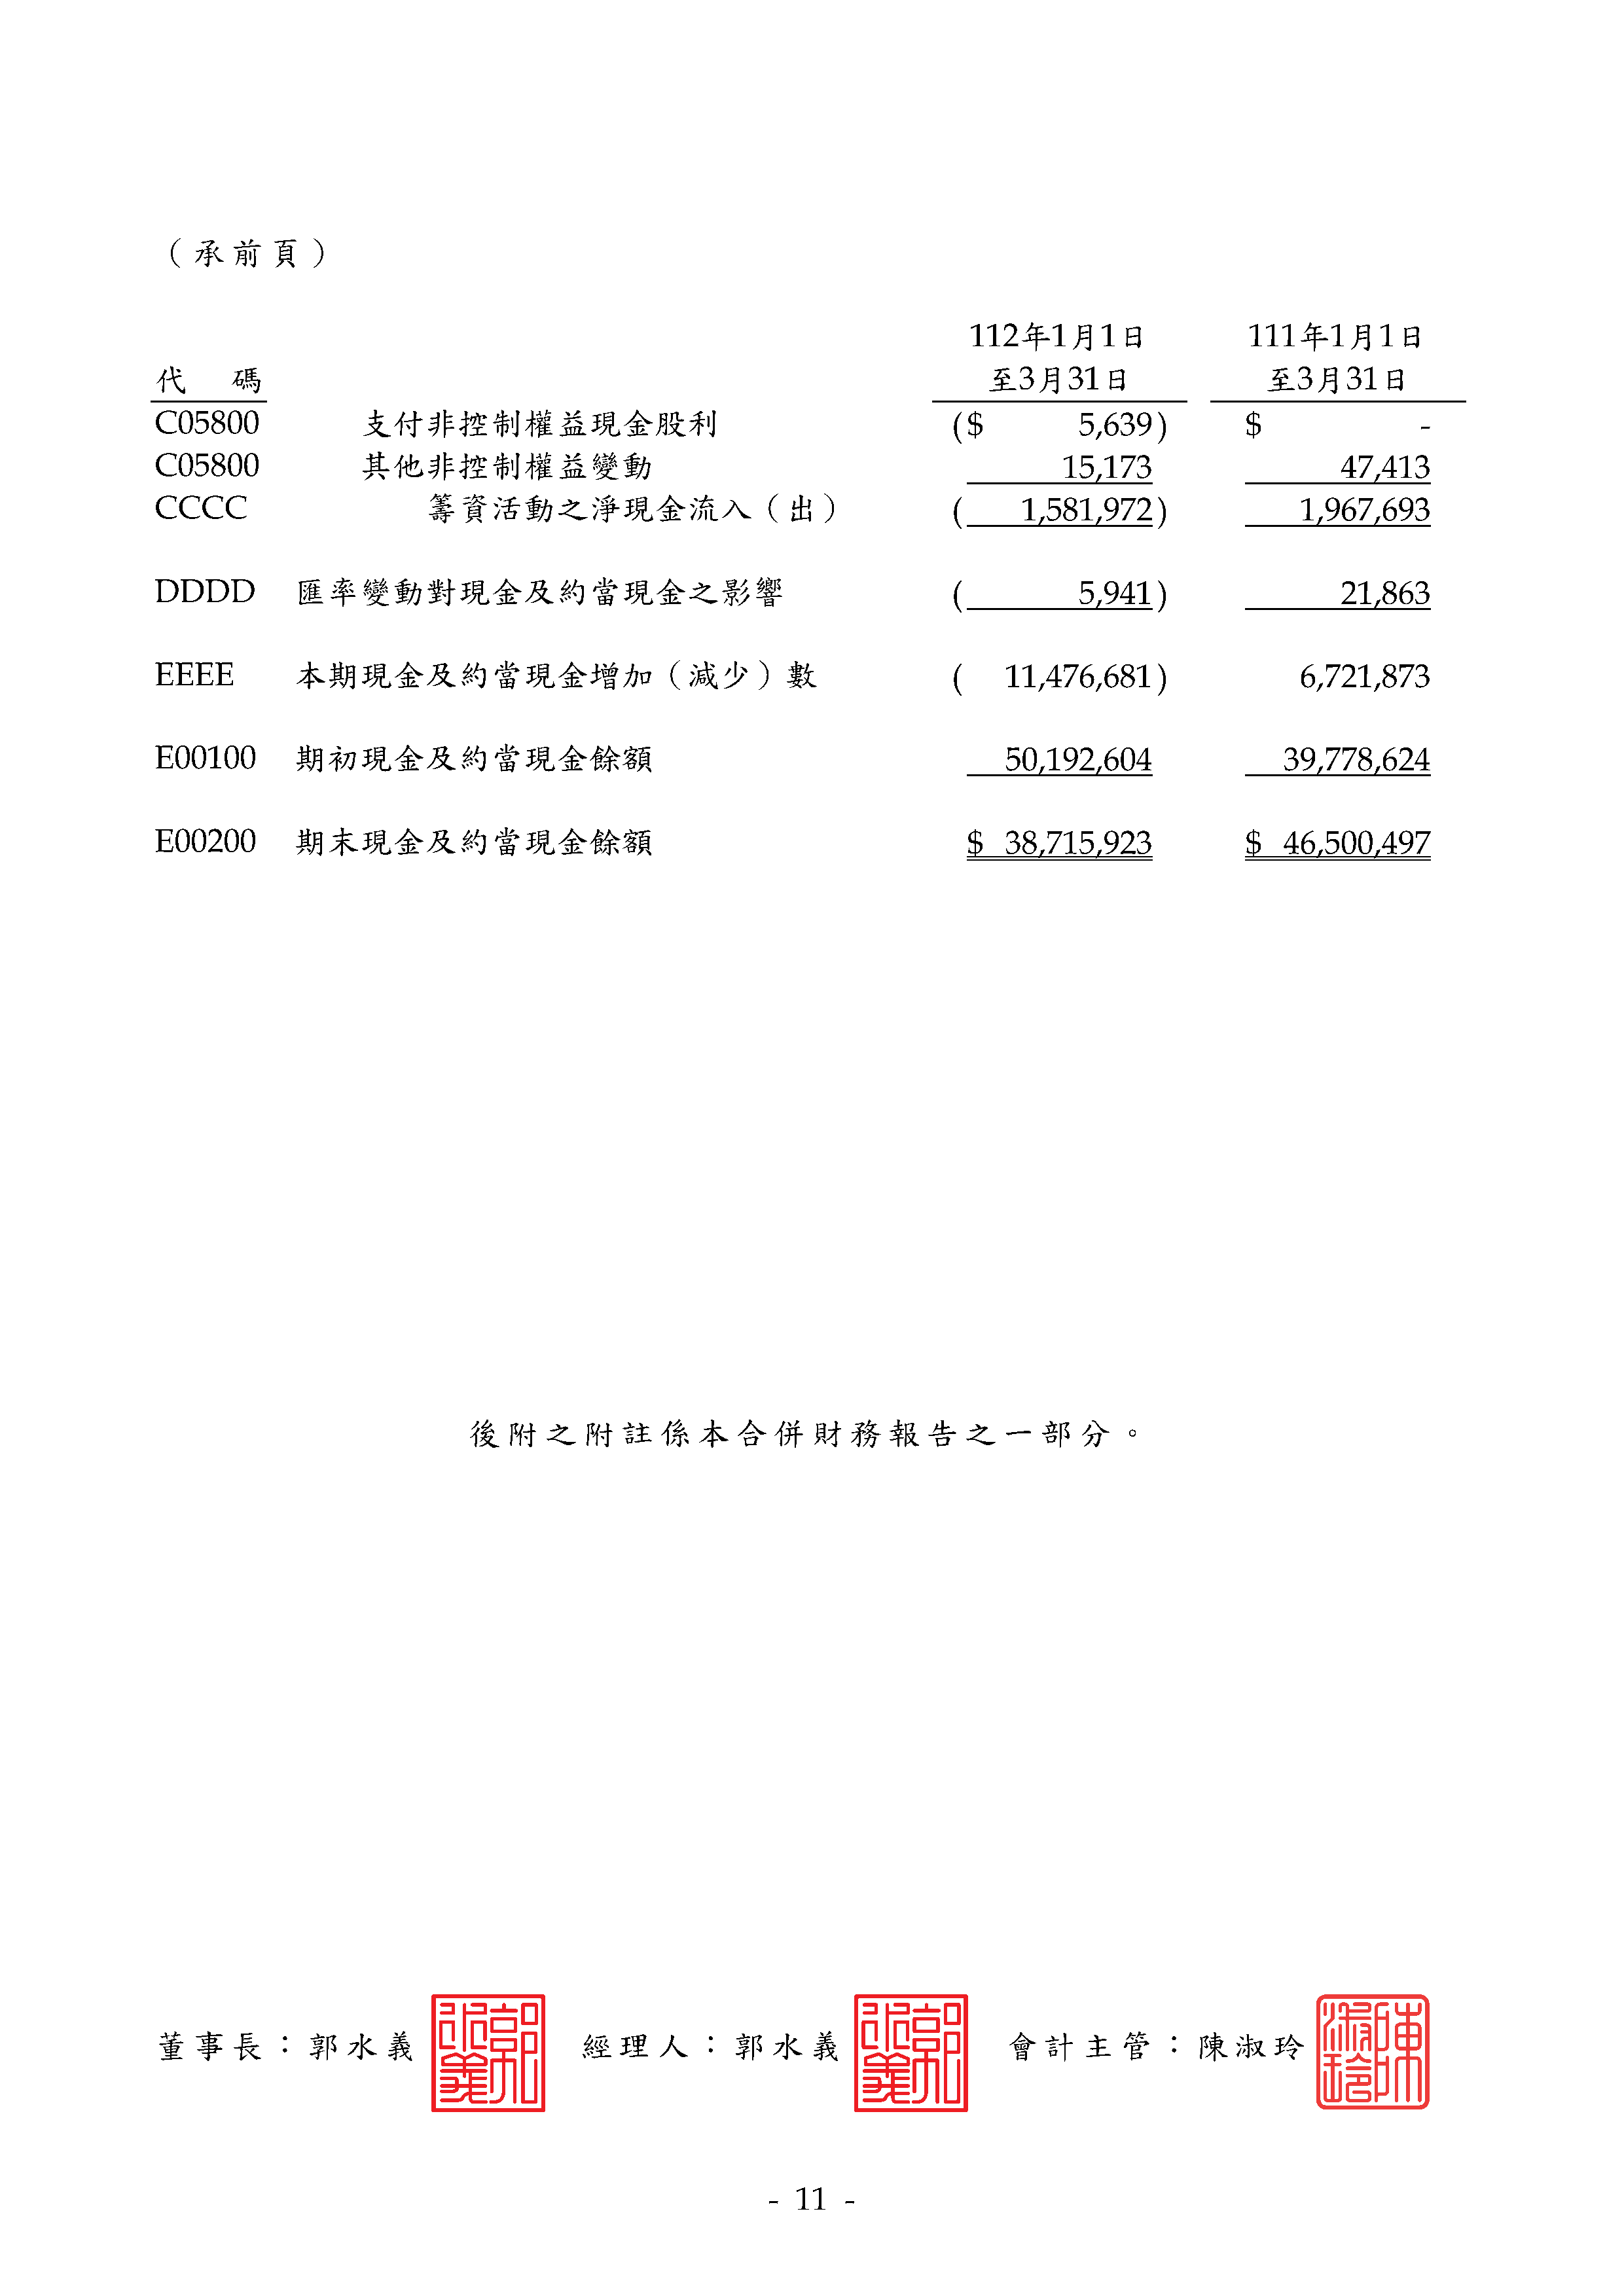 （承前頁）
112年1月1日 111年1月1日
代 碼 至3月31日 至3月31日
C05800 支付非控制權益現金股利 ($ 5,639) $ -
C05800 其他非控制權益變動 15,173 47,413
CCCC 籌資活動之淨現金流入（出） ( 1,581,972) 1,967,693
DDDD 匯率變動對現金及約當現金之影響 ( 5,941) 21,863
EEEE 本期現金及約當現金增加（減少）數 ( 11,476,681) 6,721,873
E00100 期初現金及約當現金餘額 50,192,604 39,778,624
E00200 期末現金及約當現金餘額 $ 38,715,923 $ 46,500,497
後附之附註係本合併財務報告之一部分。
董事長：郭水義 郭水義 經理人：郭水義 郭水義 會計主管：陳淑玲 陳淑玲
- 11 -